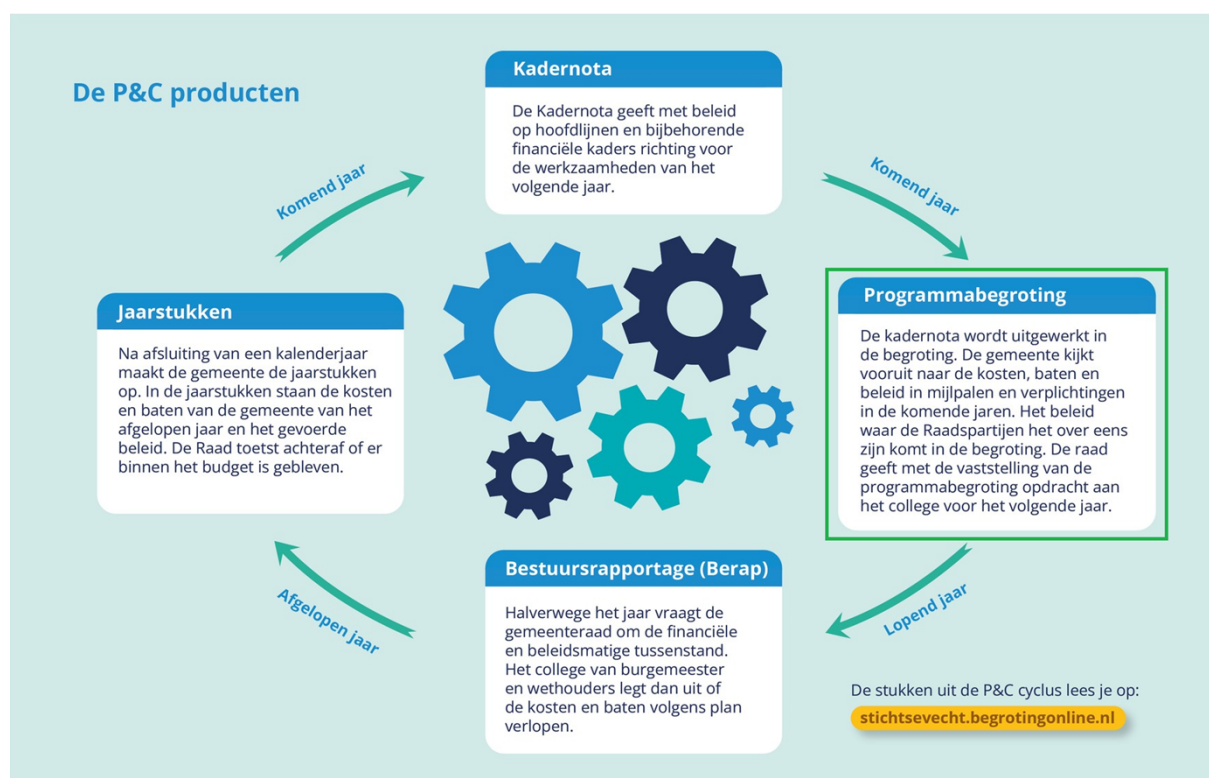 De P&C producten
Kadernota
De Kadernota geeft met beleid
op hoofdlijnen en bijbehorende
financiële kaders richting voor
de werkzaamheden van het
volgende jaar.
Komend jaar
Komend jaar
Programmabegroting
De kadernota wordt uitgewerkt in
de begroting. De gemeente kijkt
vooruit naar de kosten, baten en
beleid in mijlpalen en verplichtingen
in de komende jaren. Het beleid
waar de Raadspartijen het over eens
zijn komt in de begroting. De raad
geeft met de vaststelling van de
programmabegroting opdracht aan
het college voor het volgende jaar.
Jaarstukken
Na afsluiting van een kalenderjaar
maakt de gemeente de jaarstukken
op. In de jaarstukken staan de kosten
en baten van de gemeente van het
afgelopen jaar en het gevoerde
beleid. De Raad toetst achteraf of er
binnen het budget is gebleven.
Bestuursrapportage (Berap)
Halverwege het jaar vraagt de
gemeenteraad om de financiële
en beleidsmatige tussenstand.
Het college van burgemeester
en wethouders legt dan uit of
de kosten en baten volgens plan
verlopen.
Afgelopen jaar
Lopend jaar
De stukken uit de P&C cyclus lees je op:
stichtsevecht.begrotingonline.nl